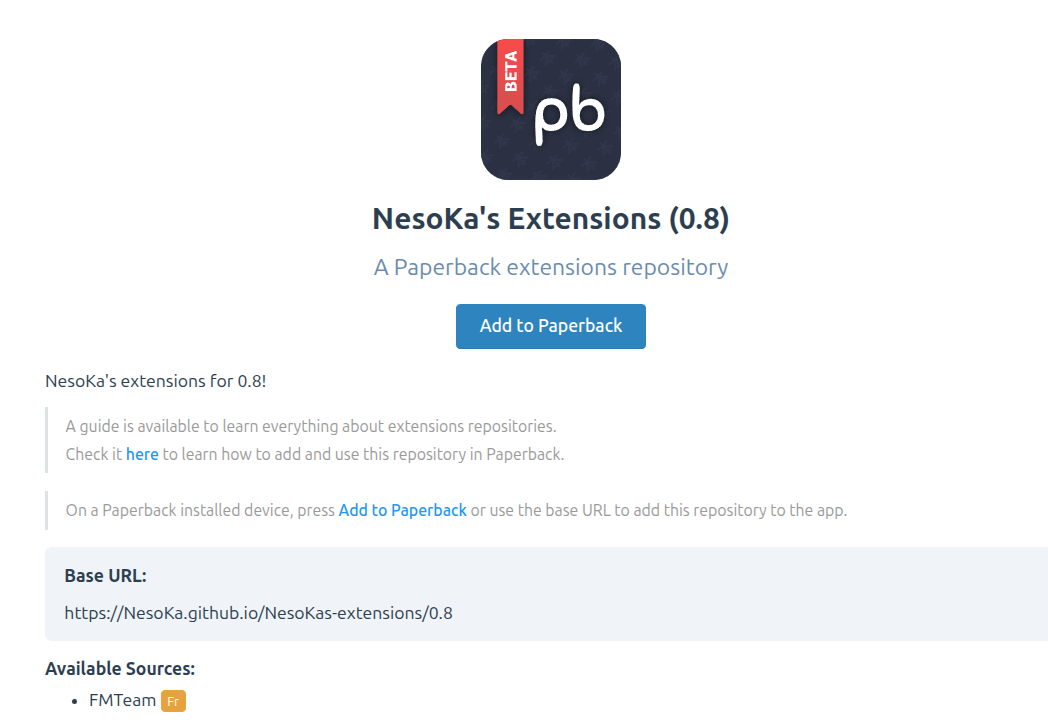 BETA
pb
NesoKa's Extensions (0.8)
A Paperback extensions repository
Add to Paperback
NesoKa's extensions for 0.8!
A guide is available to learn everything about extensions repositories.
Check it here to learn how to add and use this repository in Paperback.
On a Paperback installed device, press Add to Paperback or use the base URL to add this repository to the app.
Base URL:
https://NesoKa.github.io/NesoKas-extensions/0.8
Available Sources:
• FMTeam Fr